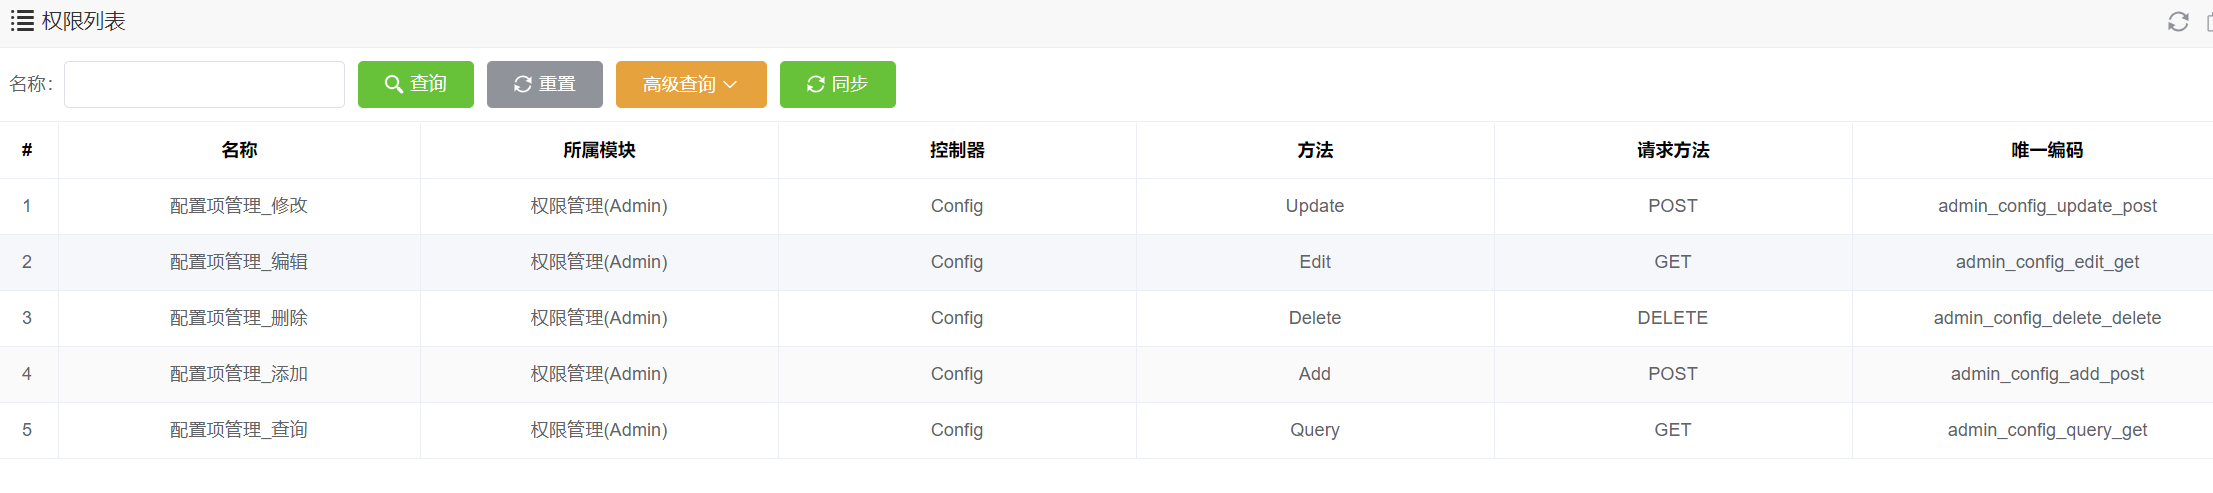 权限列表
名称: 查询 重置 高级查询 同步
# 名称 所属模块 控制器 方法 请求方法 唯一编码
1 配置项管理_修改 权限管理(Admin) Config Update POST admin_config_update_post
2 配置项管理_编辑 权限管理(Admin) Config Edit GET admin_config_edit_get
3 配置项管理_删除 权限管理(Admin) Config Delete DELETE admin_config_delete_delete
4 配置项管理_添加 权限管理(Admin) Config Add POST admin_config_add_post
5 配置项管理_查询 权限管理(Admin) Config Query GET admin_config_query_get